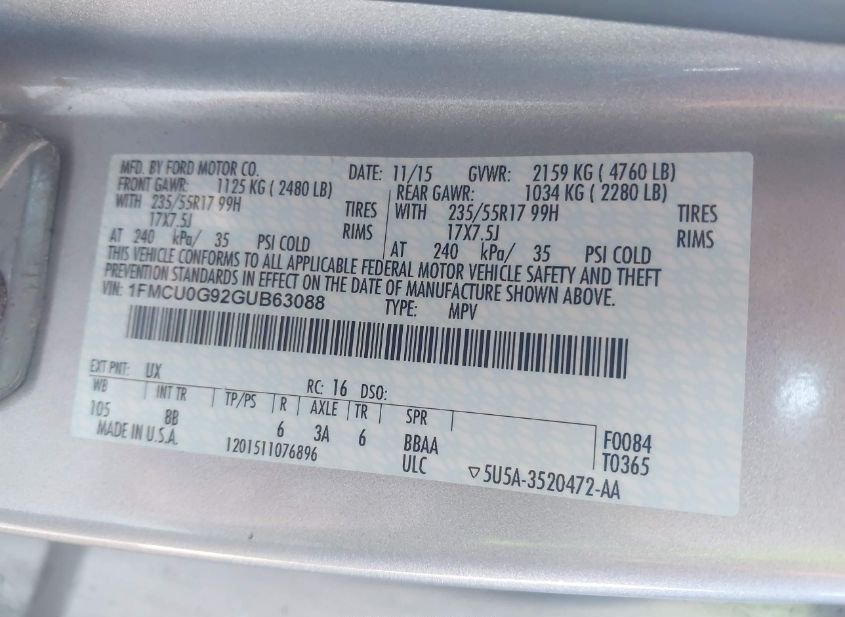 MFD. BY FORD MOTOR CO. DATE: 11/15 GVWR: 2159 KG ( 4760 LB)
FRONT GAWR: 1125 KG ( 2480 LB) REAR GAWR: 1034 KG ( 2280 LB)
WITH 235/55R17 99H TIRES WITH 235/55R17 99H TIRES
17X7.5J RIMS 17X7.5J RIMS
AT 240 kPa/ 35 PSI COLD AT 240 kPa/ 35 PSI COLD
THIS VEHICLE CONFORMS TO ALL APPLICABLE FEDERAL MOTOR VEHICLE SAFETY AND THEFT
PREVENTION STANDARDS IN EFFECT ON THE DATE OF MANUFACTURE SHOWN ABOVE.
VIN: 1FMCU0G92GUB63088 TYPE: MPV
EXT PNT: UX RC: 16 DSO:
WB INT TR TP/PS R AXLE TR SPR
105 8B 6 3A 6 BBAA F0084
MADE IN U.S.A. 1201511076896 ULC T0365
▽5U5A-3520472-AA